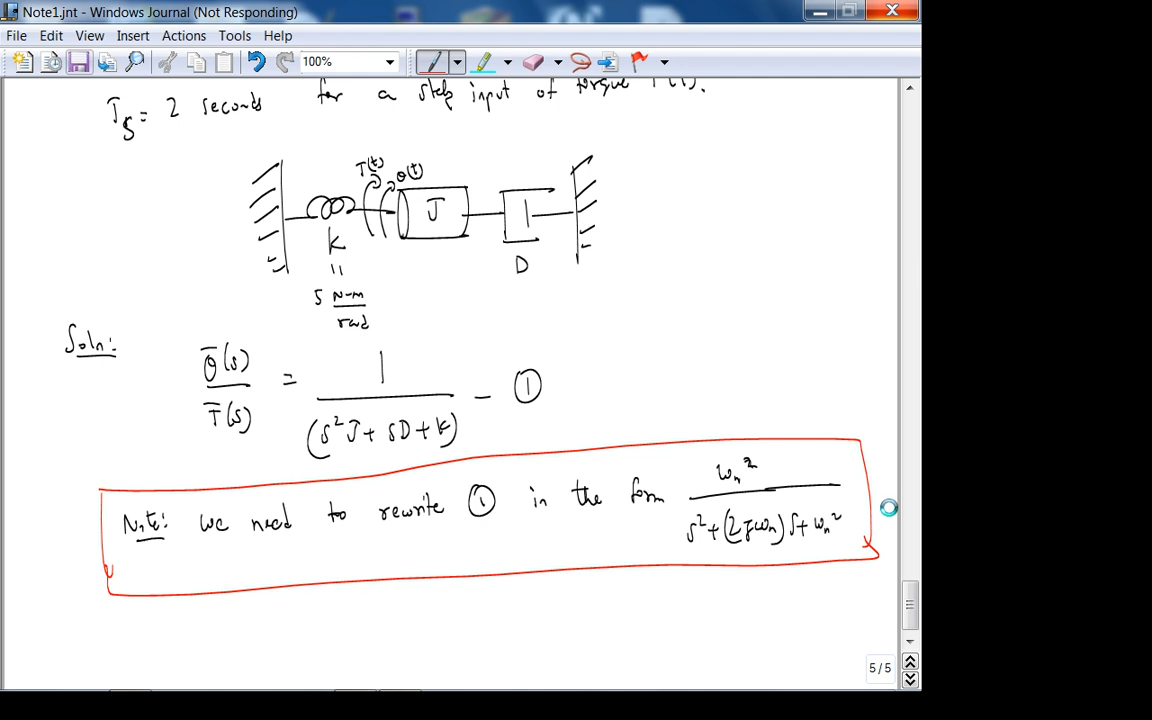 Note1.jnt - Windows Journal (Not Responding)
File Edit View Insert Actions Tools Help
100%
for a step input of torque T(t).
Ts = 2 seconds
T(t) θ(t)
J
K
D
"
5 N-m/rad
Soln:
θ̄(s)/T̄(s) = 1/(s²J + sD + K) - ①
Note: we need to rewrite ① in the form ωn²/(s² + (2ζωn)s + ωn²)
5/5